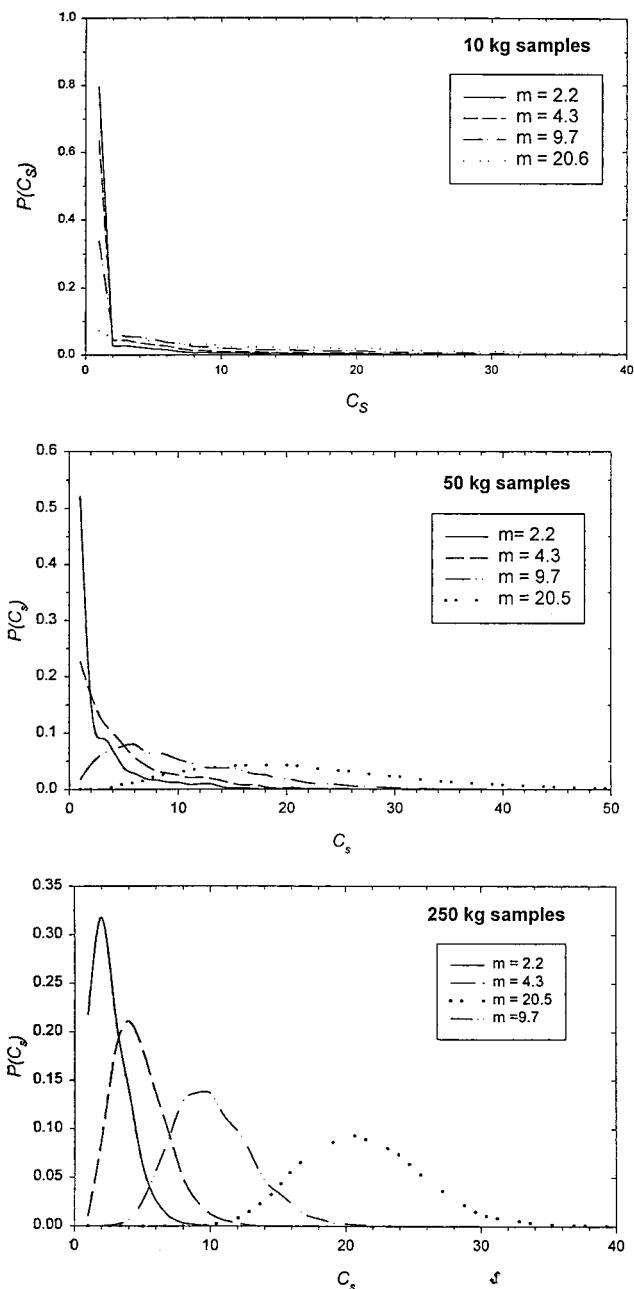 10 kg samples
m = 2.2
m = 4.3
m = 9.7
m = 20.6
1.0
0.8
0.6
0.4
0.2
0.0
P(C_S)
0 10 20 30 40
C_S
50 kg samples
m= 2.2
m = 4.3
m = 9.7
m = 20.5
0.6
0.5
0.4
0.3
0.2
0.1
0.0
P(C_s)
0 10 20 30 40 50
C_s
250 kg samples
m = 2.2
m = 4.3
m = 20.5
m =9.7
0.35
0.30
0.25
0.20
0.15
0.10
0.05
0.00
P(C_s)
0 10 20 30 40
C_s